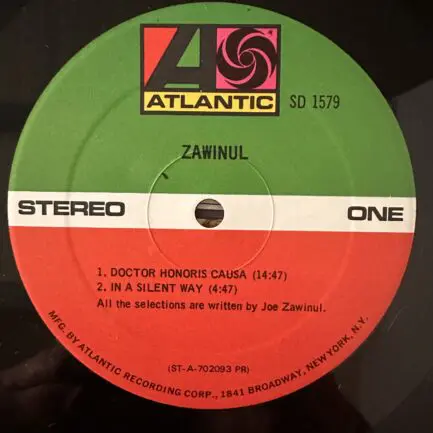 ATLANTIC SD 1579
ZAWINUL
STEREO ONE
1. DOCTOR HONORIS CAUSA (14:47)
2. IN A SILENT WAY (4:47)
All the selections are written by Joe Zawinul.
(ST-A-702093 PR)
MFG. BY ATLANTIC RECORDING CORP., 1841 BROADWAY, NEW YORK, N.Y.